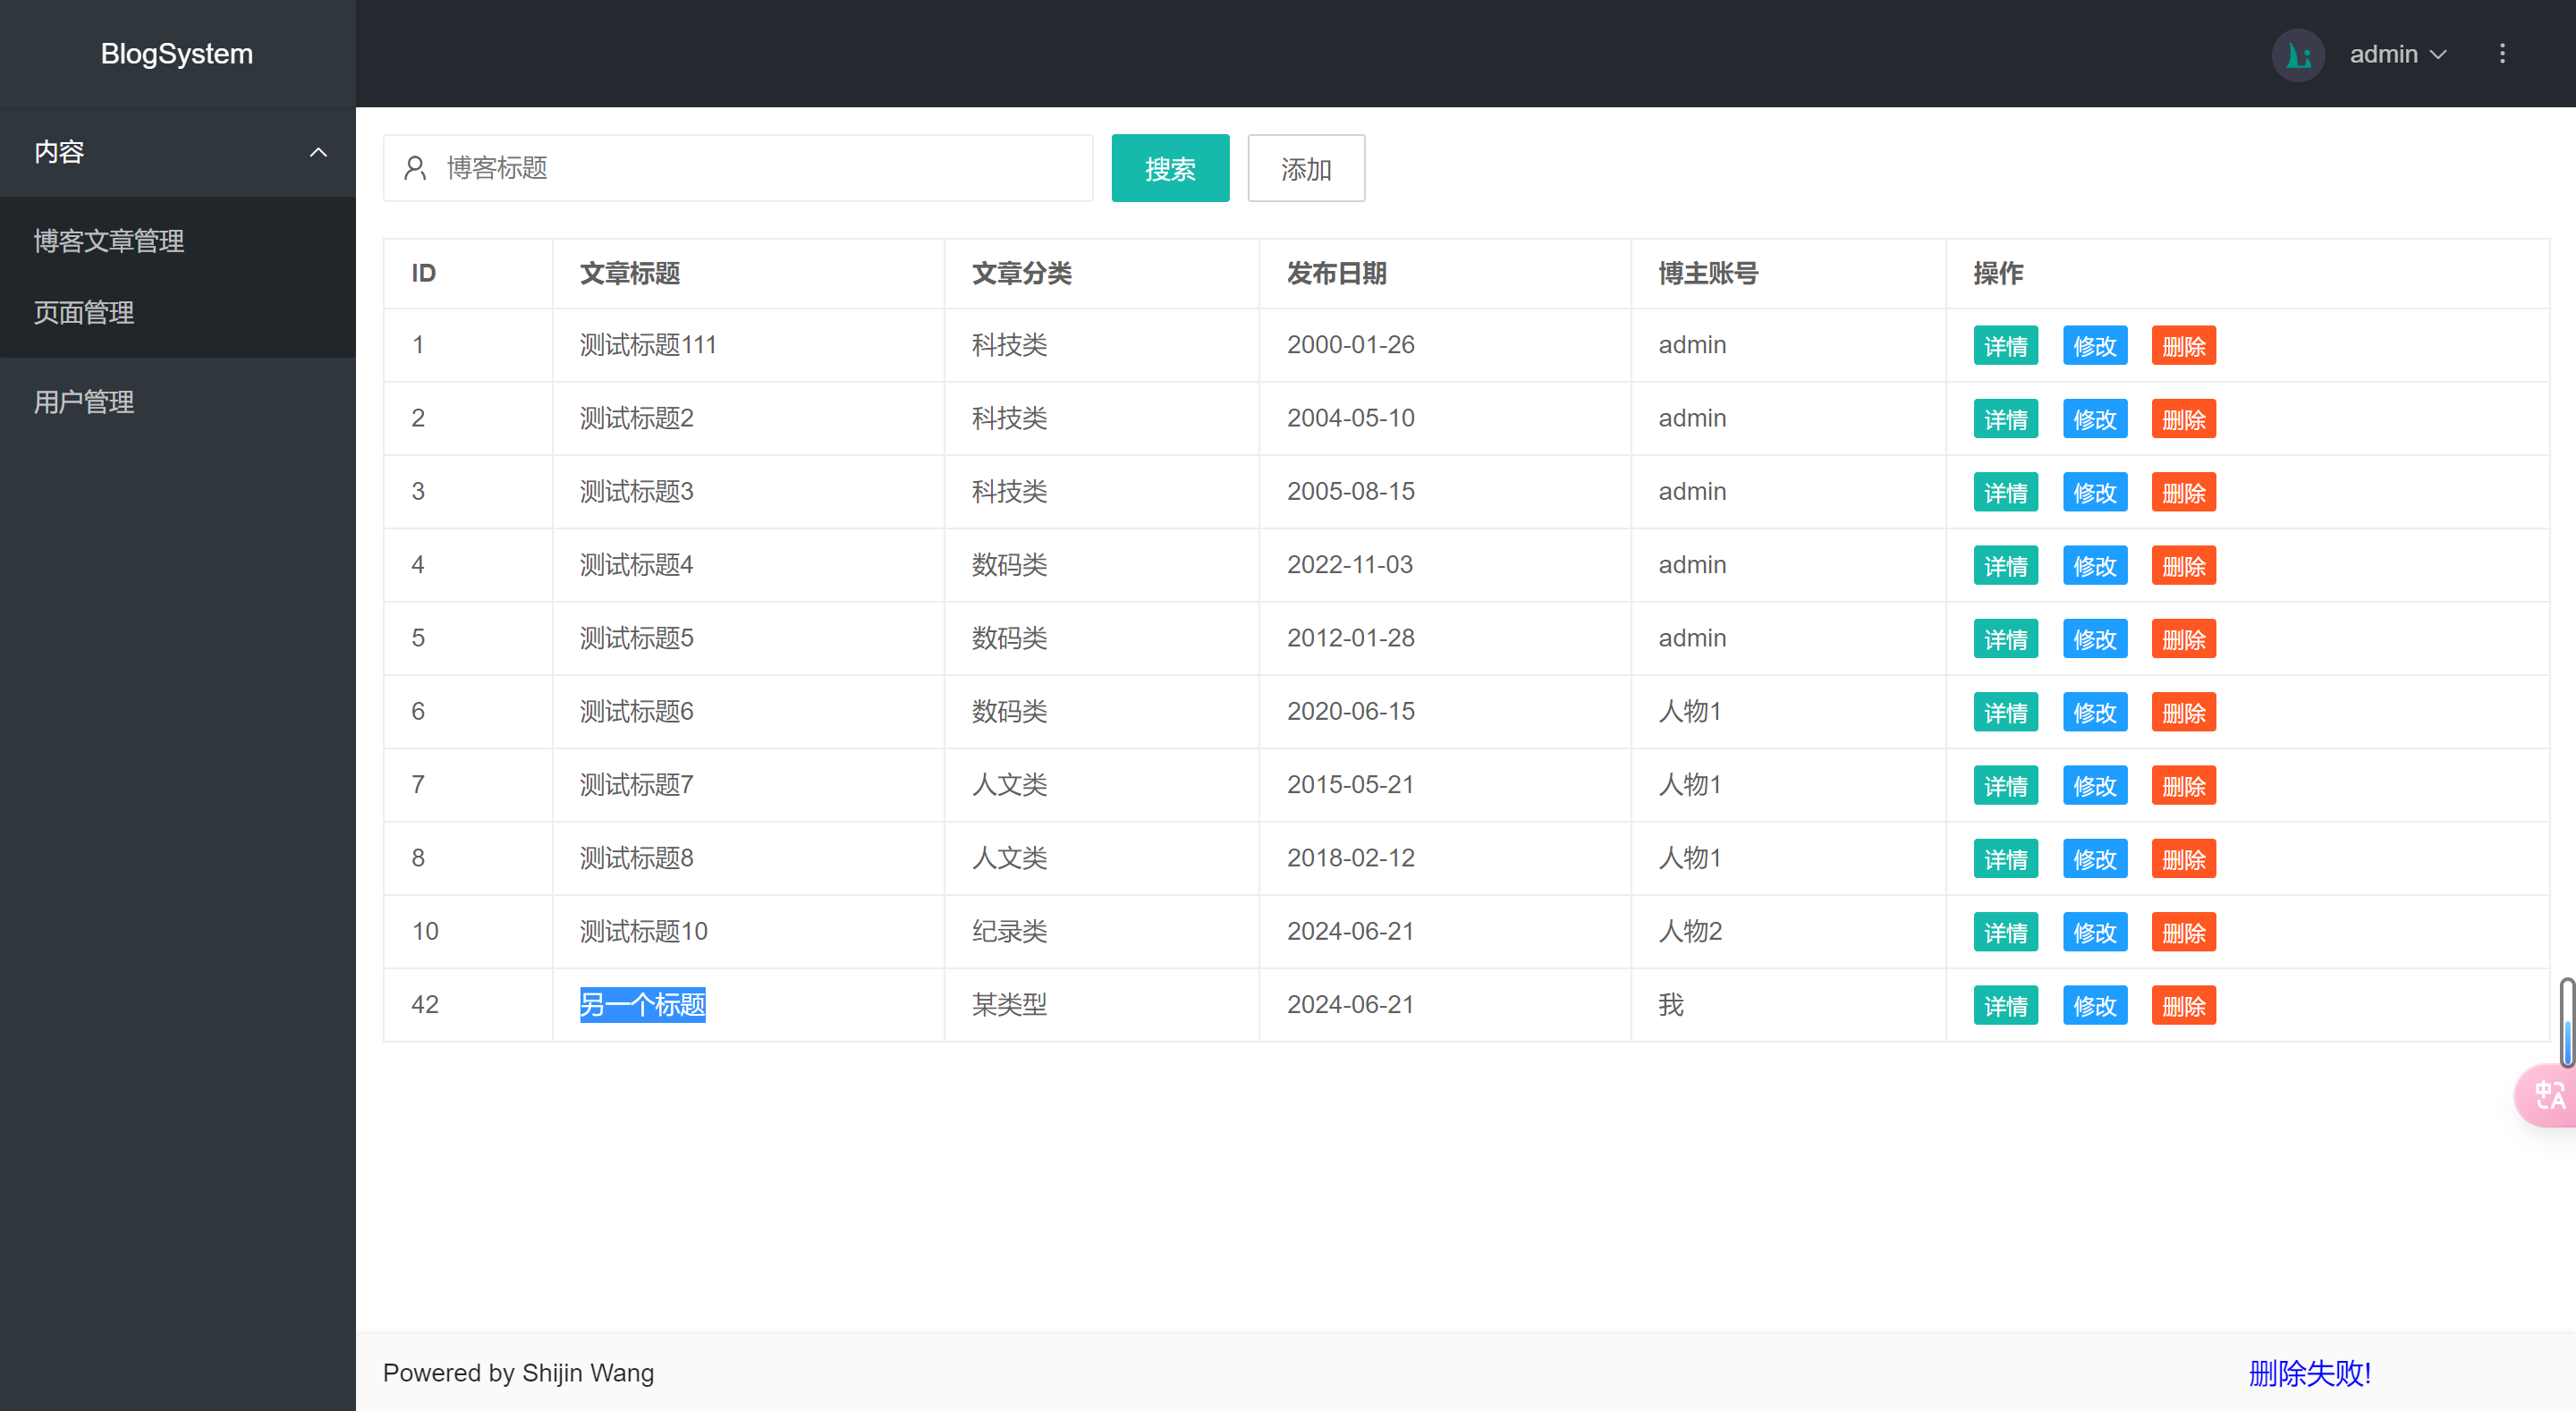 BlogSystem
admin
内容
博客文章管理
页面管理
用户管理
博客标题 搜索 添加
ID 文章标题 文章分类 发布日期 博主账号 操作
1 测试标题111 科技类 2000-01-26 admin 详情 修改 删除
2 测试标题2 科技类 2004-05-10 admin 详情 修改 删除
3 测试标题3 科技类 2005-08-15 admin 详情 修改 删除
4 测试标题4 数码类 2022-11-03 admin 详情 修改 删除
5 测试标题5 数码类 2012-01-28 admin 详情 修改 删除
6 测试标题6 数码类 2020-06-15 人物1 详情 修改 删除
7 测试标题7 人文类 2015-05-21 人物1 详情 修改 删除
8 测试标题8 人文类 2018-02-12 人物1 详情 修改 删除
10 测试标题10 纪录类 2024-06-21 人物2 详情 修改 删除
42 另一个标题 某类型 2024-06-21 我 详情 修改 删除
中A
Powered by Shijin Wang
删除失败!